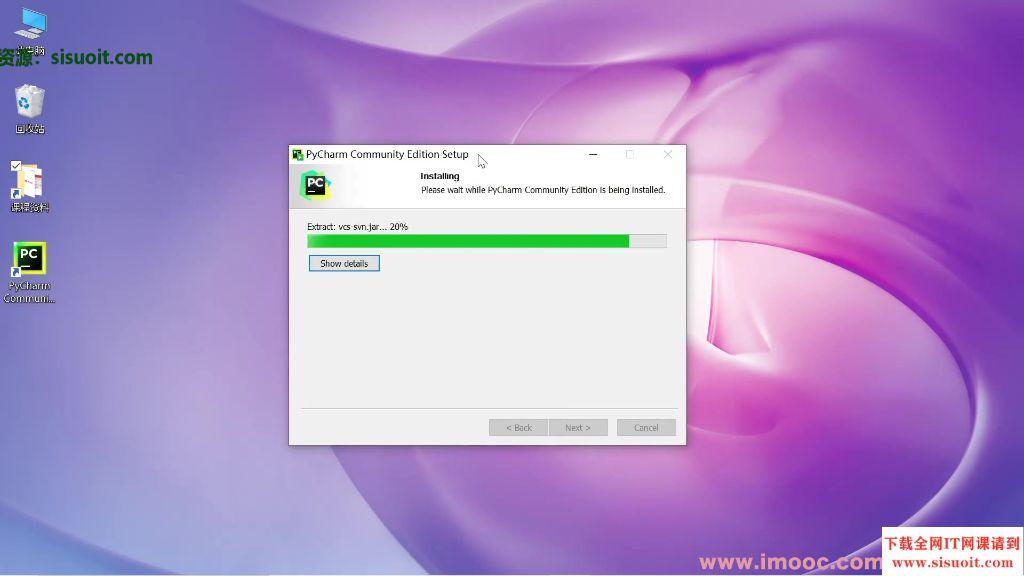 资源：sisuoit.com
回收站
课程资料
PC
PyCharm
Communi...
PyCharm Community Edition Setup
PC
Installing
Please wait while PyCharm Community Edition is being installed.
Extract: vcs-svn.jar... 20%
Show details
< Back
Next >
Cancel
www.imooc.com
下载全网IT网课请到
www.sisuoit.com